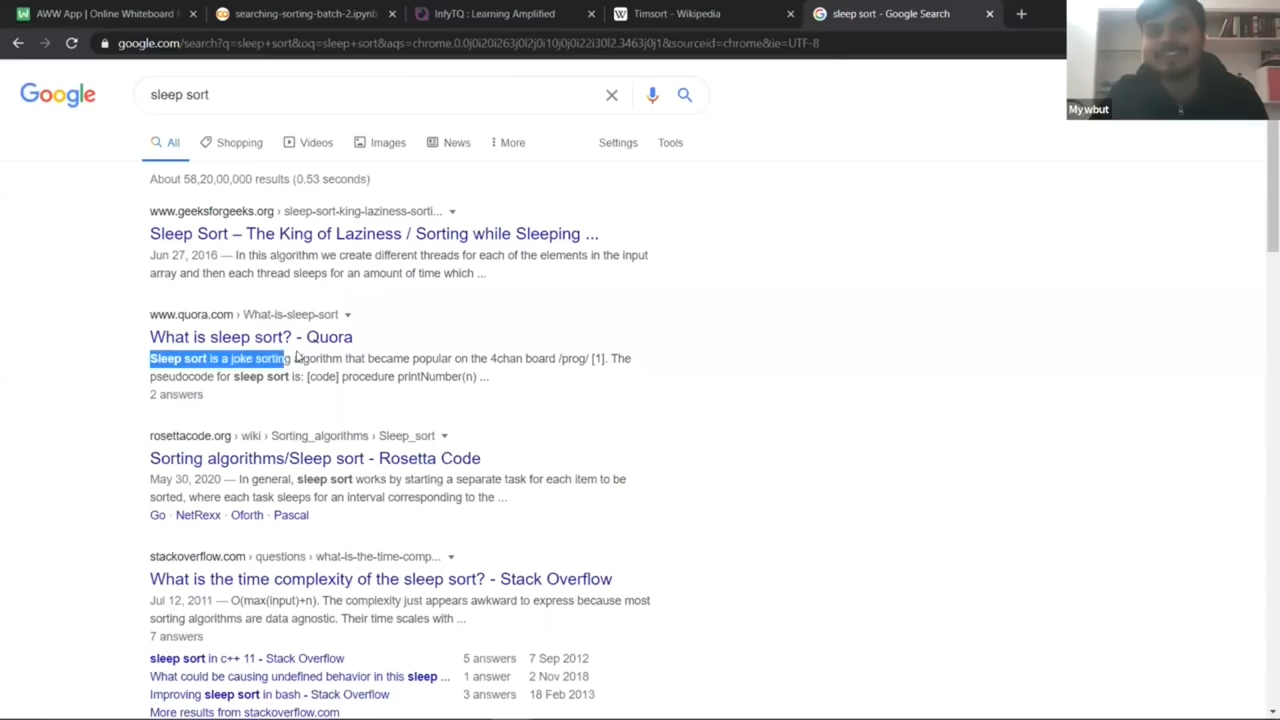 AWW App | Online Whiteboard
searching-sorting-batch-2.ipynb
InfyTQ : Learning Amplified
Timsort - Wikipedia
sleep sort - Google Search
google.com/search?q=sleep+sort&oq=sleep+sort&aqs=chrome.0.0j0i20i263j0l2j0i10j0j0i22i30l2.3463j0j1&sourceid=chrome&ie=UTF-8
Mywbut
Google
sleep sort
All
Shopping
Videos
Images
News
More
Settings
Tools
About 58,20,00,000 results (0.53 seconds)
www.geeksforgeeks.org › sleep-sort-king-laziness-sorti...
Sleep Sort – The King of Laziness / Sorting while Sleeping ...
Jun 27, 2016 — In this algorithm we create different threads for each of the elements in the input
array and then each thread sleeps for an amount of time which ...
www.quora.com › What-is-sleep-sort
What is sleep sort? - Quora
Sleep sort is a joke sorting algorithm that became popular on the 4chan board /prog/ [1]. The
pseudocode for sleep sort is: [code] procedure printNumber(n) ...
2 answers
rosettacode.org › wiki › Sorting_algorithms › Sleep_sort
Sorting algorithms/Sleep sort - Rosetta Code
May 30, 2020 — In general, sleep sort works by starting a separate task for each item to be
sorted, where each task sleeps for an interval corresponding to the ...
Go · NetRexx · Oforth · Pascal
stackoverflow.com › questions › what-is-the-time-comp...
What is the time complexity of the sleep sort? - Stack Overflow
Jul 12, 2011 — O(max(input)+n). The complexity just appears awkward to express because most
sorting algorithms are data agnostic. Their time scales with ...
7 answers
sleep sort in c++ 11 - Stack Overflow 5 answers 7 Sep 2012
What could be causing undefined behavior in this sleep ... 1 answer 2 Nov 2018
Improving sleep sort in bash - Stack Overflow 3 answers 18 Feb 2013
More results from stackoverflow.com